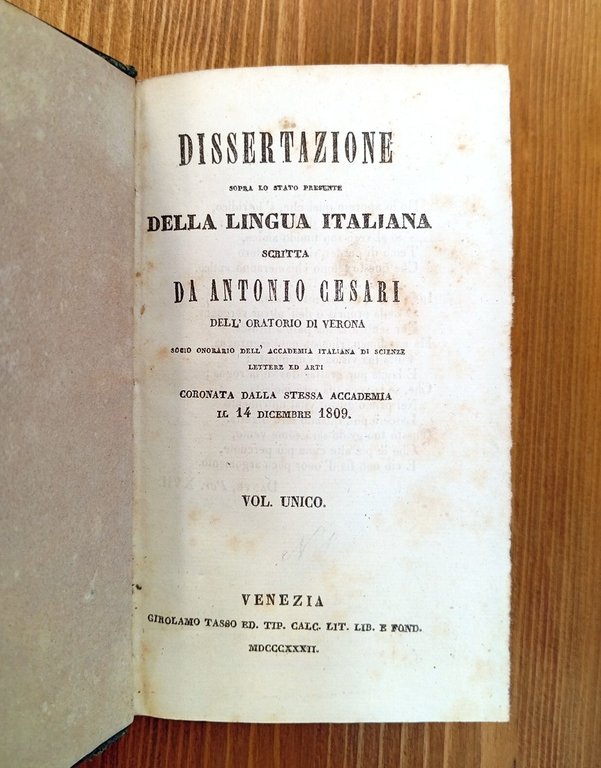 DISSERTAZIONE
SOPRA LO STATO PRESENTE
DELLA LINGUA ITALIANA
SCRITTA
DA ANTONIO CESARI
DELL' ORATORIO DI VERONA
SOCIO ONORARIO DELL' ACCADEMIA ITALIANA DI SCIENZE
LETTERE ED ARTI
CORONATA DALLA STESSA ACCADEMIA
IL 14 DICEMBRE 1809.
VOL. UNICO.
VENEZIA
GIROLAMO TASSO ED. TIP. CALC. LIT. LIB. E FOND.
MDCCCXXXII.